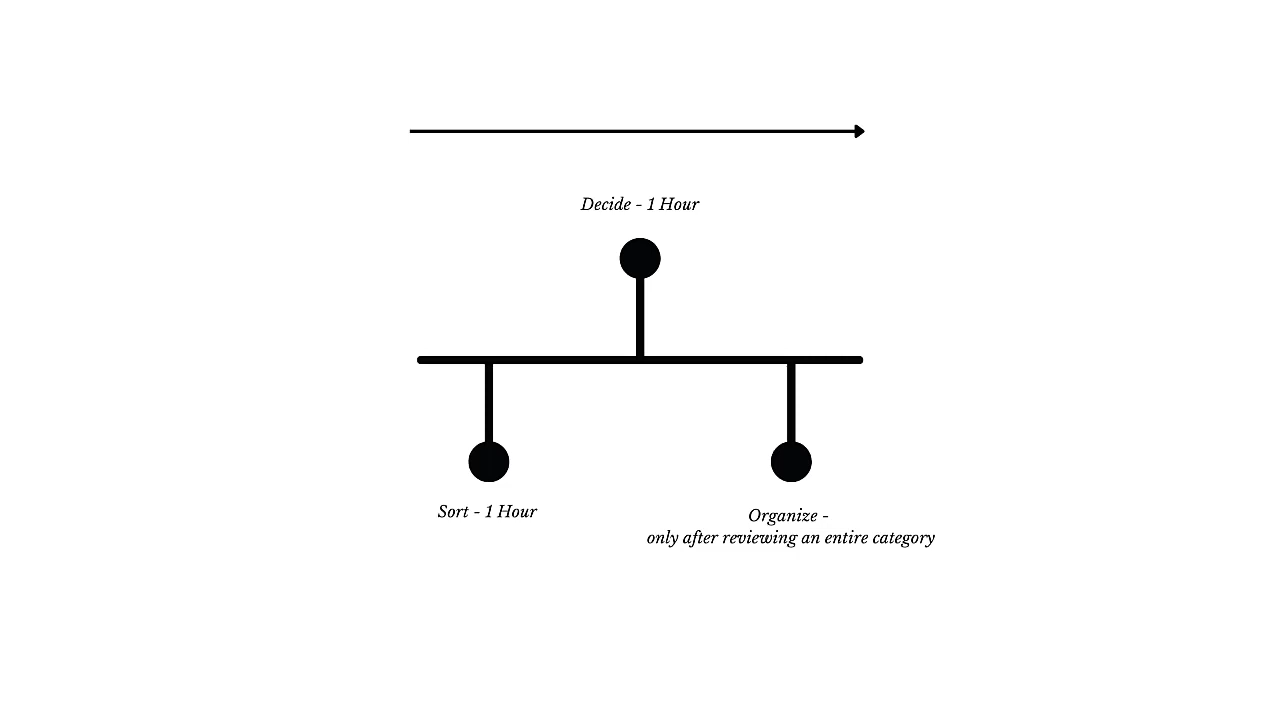 Decide - 1 Hour
Sort - 1 Hour
Organize -
only after reviewing an entire category